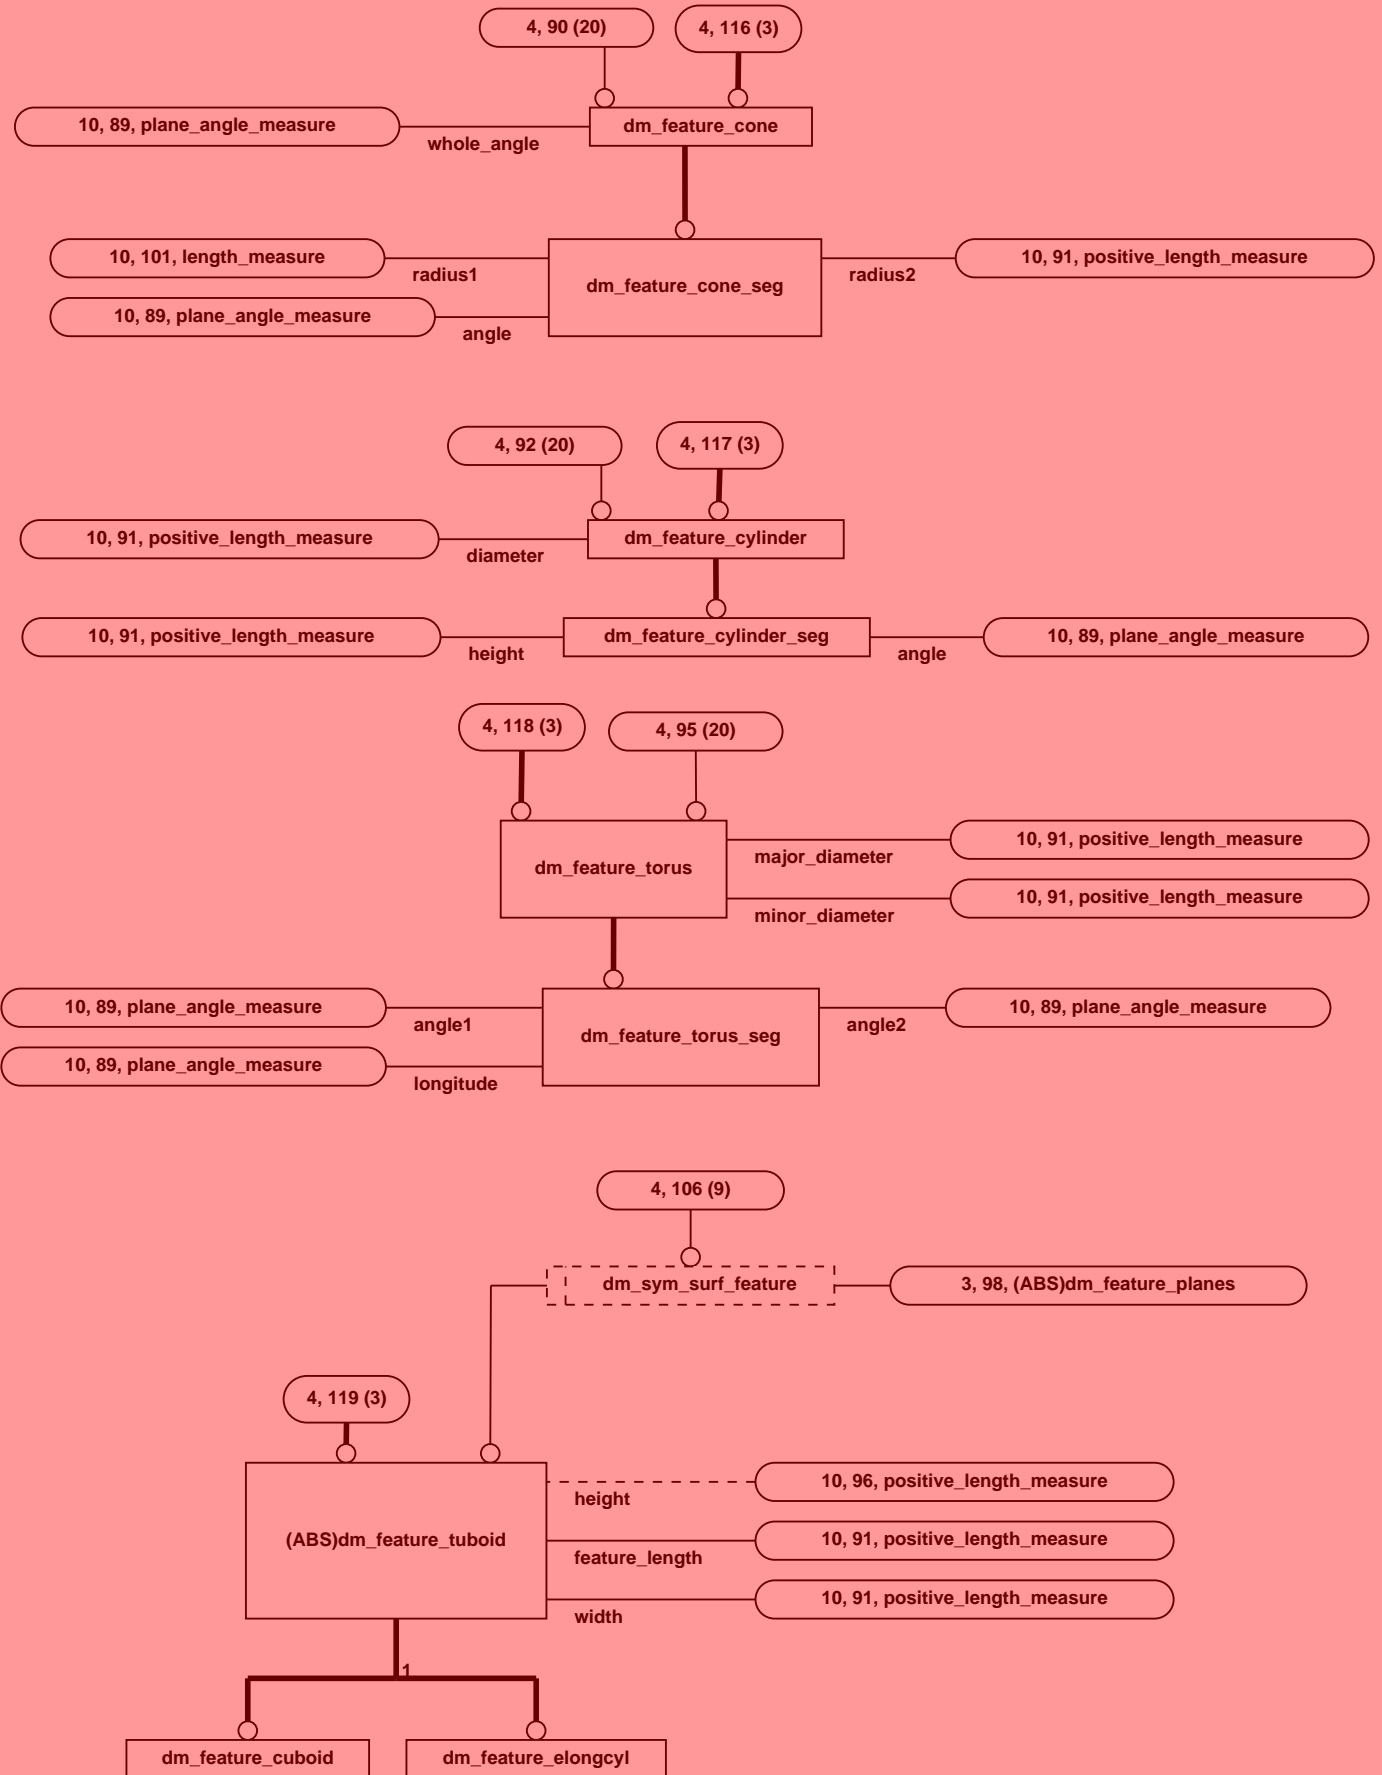 4, 90 (20)
4, 116 (3)
10, 89, plane_angle_measure
whole_angle
dm_feature_cone
10, 101, length_measure
radius1
dm_feature_cone_seg
radius2
10, 91, positive_length_measure
10, 89, plane_angle_measure
angle
4, 92 (20)
4, 117 (3)
10, 91, positive_length_measure
diameter
dm_feature_cylinder
10, 91, positive_length_measure
height
dm_feature_cylinder_seg
angle
10, 89, plane_angle_measure
4, 118 (3)
4, 95 (20)
dm_feature_torus
major_diameter
10, 91, positive_length_measure
minor_diameter
10, 91, positive_length_measure
10, 89, plane_angle_measure
angle1
dm_feature_torus_seg
angle2
10, 89, plane_angle_measure
10, 89, plane_angle_measure
longitude
4, 106 (9)
dm_sym_surf_feature
3, 98, (ABS)dm_feature_planes
4, 119 (3)
(ABS)dm_feature_tuboid
height
10, 96, positive_length_measure
feature_length
10, 91, positive_length_measure
width
10, 91, positive_length_measure
1
dm_feature_cuboid
dm_feature_elongcyl